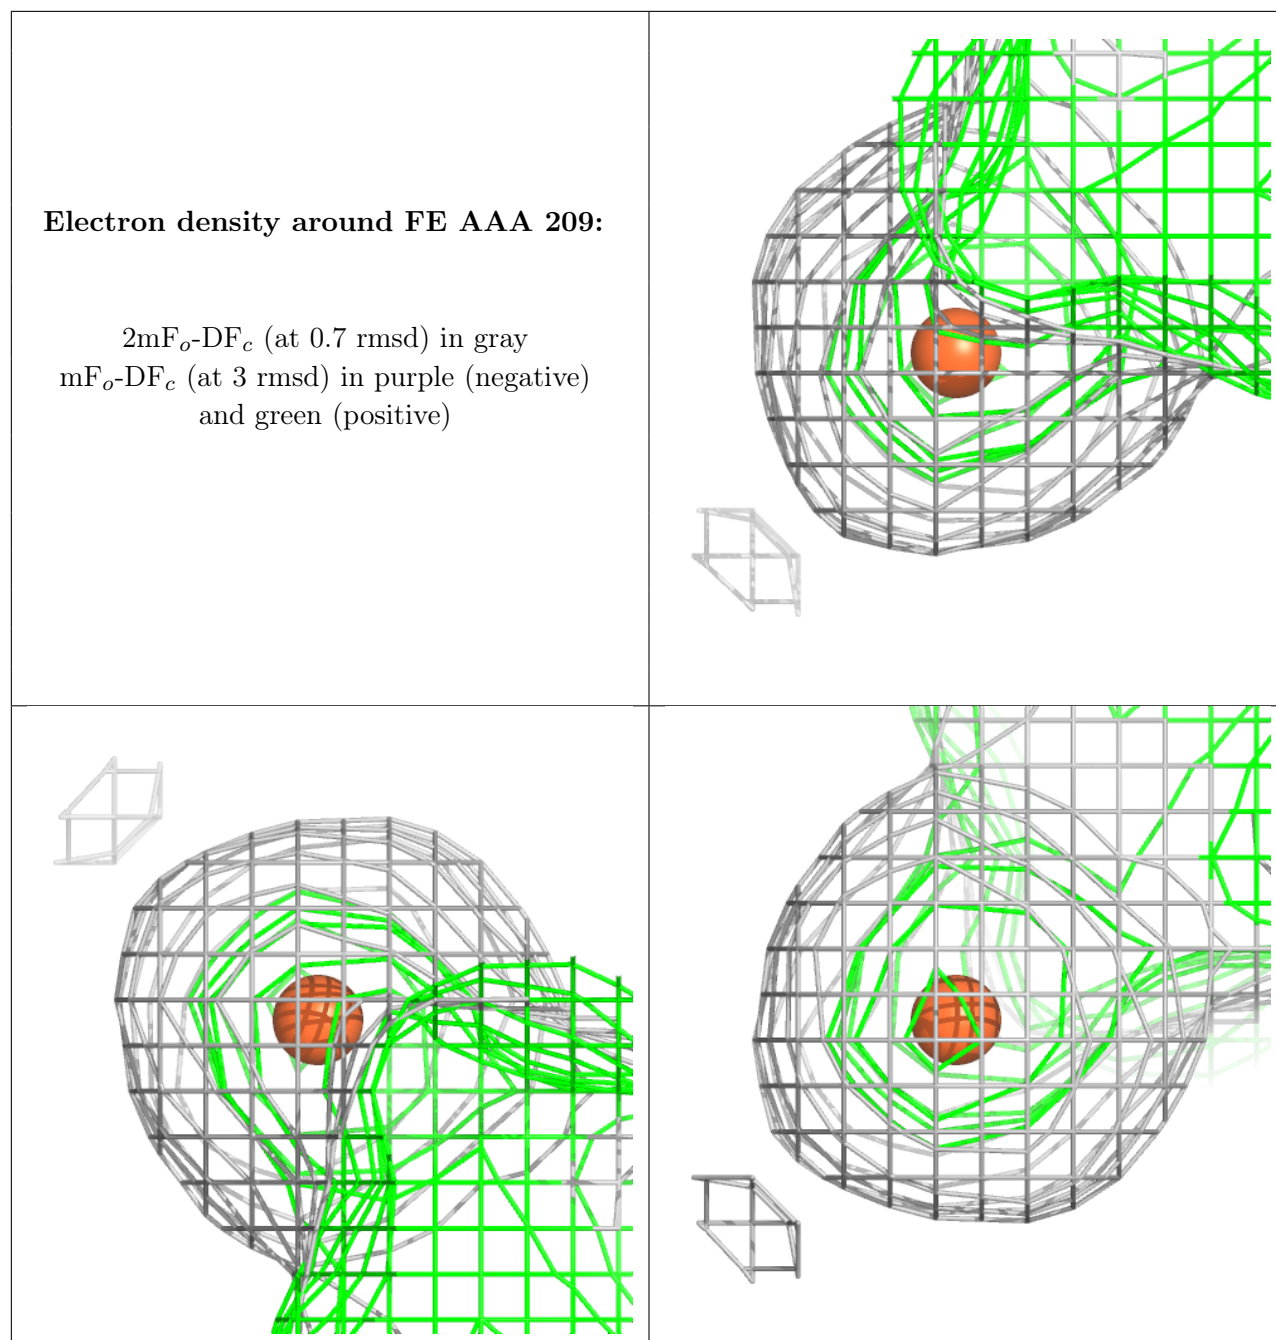 Electron density around FE AAA 209:
2mFo-DFc (at 0.7 rmsd) in gray
mFo-DFc (at 3 rmsd) in purple (negative)
and green (positive)